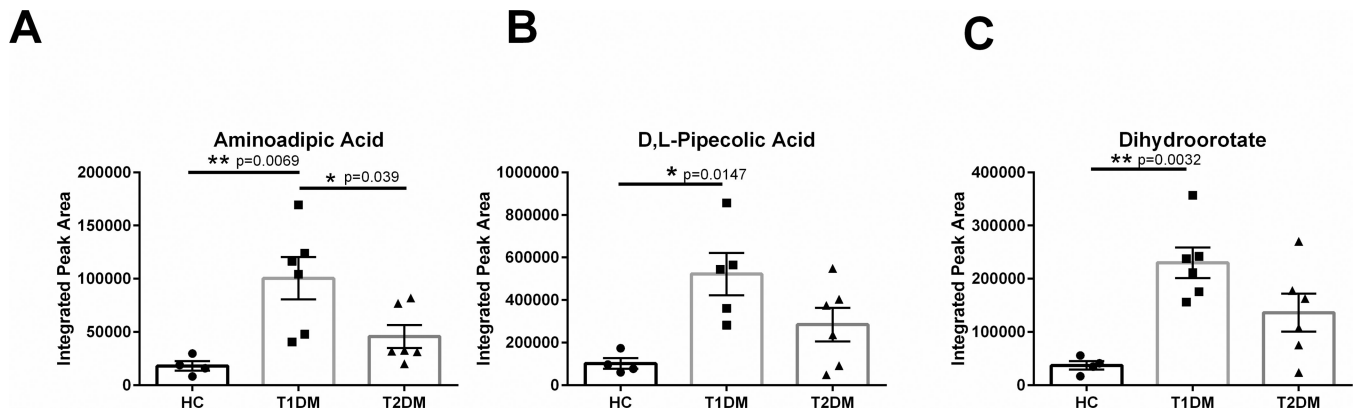 A
Aminoadipic Acid
** p=0.0069
* p=0.039
Integrated Peak Area
200000
150000
100000
50000
0
HC T1DM T2DM
B
D,L-Pipecolic Acid
* p=0.0147
Integrated Peak Area
1000000
800000
600000
400000
200000
0
HC T1DM T2DM
C
Dihydroorotate
** p=0.0032
Integrated Peak Area
400000
300000
200000
100000
0
HC T1DM T2DM